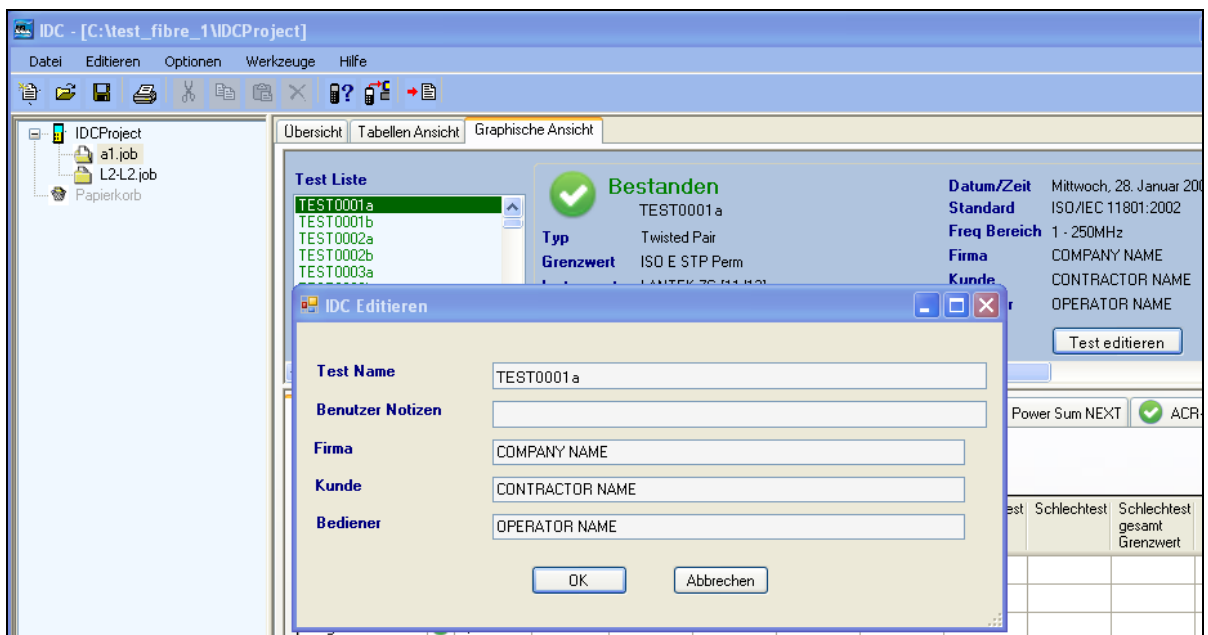 IDC - [C:\test_fibre_1\IDCProject]
Datei Editieren Optionen Werkzeuge Hilfe
IDCProject
a1.job
L2-L2.job
Papierkorb
Übersicht Tabellen Ansicht Graphische Ansicht
Test Liste
TEST0001a
TEST0001b
TEST0002a
TEST0002b
TEST0003a
Bestanden
TEST0001a
Typ Twisted Pair
Grenzwert ISO E STP Perm
Datum/Zeit Mittwoch, 28. Januar 200
Standard ISO/IEC 11801:2002
Freq Bereich 1 - 250MHz
Firma COMPANY NAME
Kunde CONTRACTOR NAME
r OPERATOR NAME
Test editieren
IDC Editieren
Test Name TEST0001a
Benutzer Notizen
Firma COMPANY NAME
Kunde CONTRACTOR NAME
Bediener OPERATOR NAME
OK Abbrechen
Power Sum NEXT ACR-
est Schlechtest Schlechtest
gesamt
Grenzwert